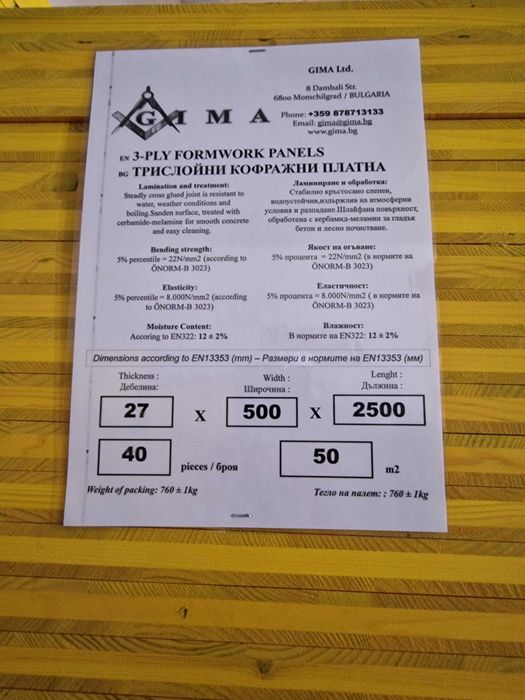 GIMA Ltd.
8 Dambali Str.
6800 Momchilgrad / BULGARIA
GIMA
Phone: +359 878713133
Email: gima@gima.bg
www.gima.bg
EN 3-PLY FORMWORK PANELS
BG ТРИСЛОЙНИ КОФРАЖНИ ПЛАТНА
Lamination and treatment:
Steadly cross glued joint is resistant to
water, weather conditions and
boiling.Sanden surface, treated with
cerbamide-melamine for smooth concrete
and easy cleaning.
Ламиниране и обработка:
Стабилно кръстосано слепен,
водоустойчив,издържлив на атмосферни
условия и разпадане.Шлайфана повърхност,
обработена с кербамид-меламин за гладък
бетон и лесно почистване.
Bending strength:
5% percentile = 22N/mm2 (according to
ÖNORM-B 3023)
Якост на огъване:
5% процента = 22N/mm2 (в нормите на
ÖNORM-B 3023)
Elasticity:
5% percentile = 8.000N/mm2 (according
to ÖNORM-B 3023)
Еластичност:
5% процента = 8.000N/mm2 ( в нормите на
ÖNORM-B 3023)
Moisture Content:
Accoring to EN322: 12 ± 2%
Влажност:
В нормите на EN322: 12 ± 2%
Dimensions according to EN13353 (mm) – Размери в нормите на EN13353 (мм)
Thickness :
Дебелина:
Width :
Широчина :
Lenght :
Дължина :
27 X 500 X 2500
40 pieces / броя 50 m2
Weight of packing: 760 ± 1kg
Тегло на палет: : 760 ± 1kg